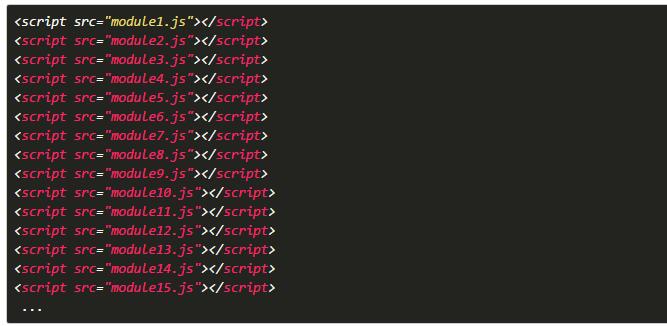 <script src="module1.js"></script>
<script src="module2.js"></script>
<script src="module3.js"></script>
<script src="module4.js"></script>
<script src="module5.js"></script>
<script src="module6.js"></script>
<script src="module7.js"></script>
<script src="module8.js"></script>
<script src="module9.js"></script>
<script src="module10.js"></script>
<script src="module11.js"></script>
<script src="module12.js"></script>
<script src="module13.js"></script>
<script src="module14.js"></script>
<script src="module15.js"></script>
...